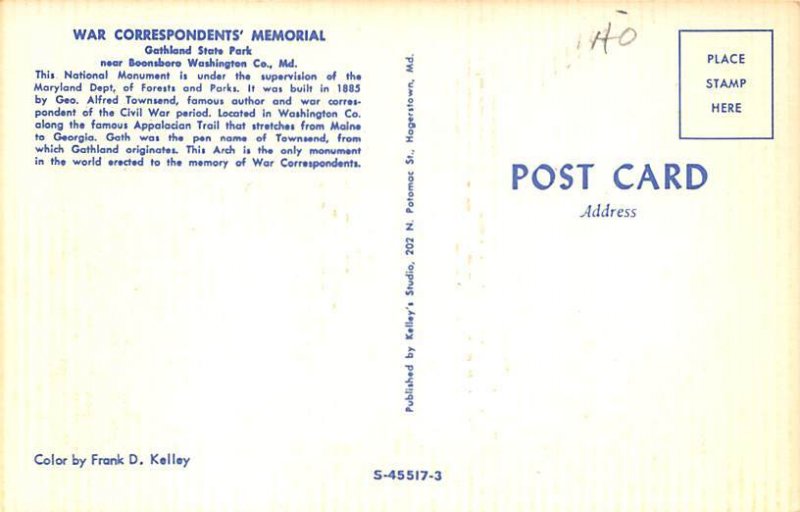 WAR CORRESPONDENTS' MEMORIAL
Gathland State Park
near Boonsboro Washington Co., Md.
This National Monument is under the supervision of the
Maryland Dept, of Forests and Parks. It was built in 1885
by Geo. Alfred Townsend, famous author and war corres-
pondent of the Civil War period. Located in Washington Co.
along the famous Appalacian Trail that stretches from Maine
to Georgia. Gath was the pen name of Townsend, from
which Gathland originates. This Arch is the only monument
in the world erected to the memory of War Correspondents.
Color by Frank D. Kelley
Published by Kelley's Studio, 202 N. Potomac St., Hagerstown, Md.
S-45517-3
PLACE
STAMP
HERE
POST CARD
Address